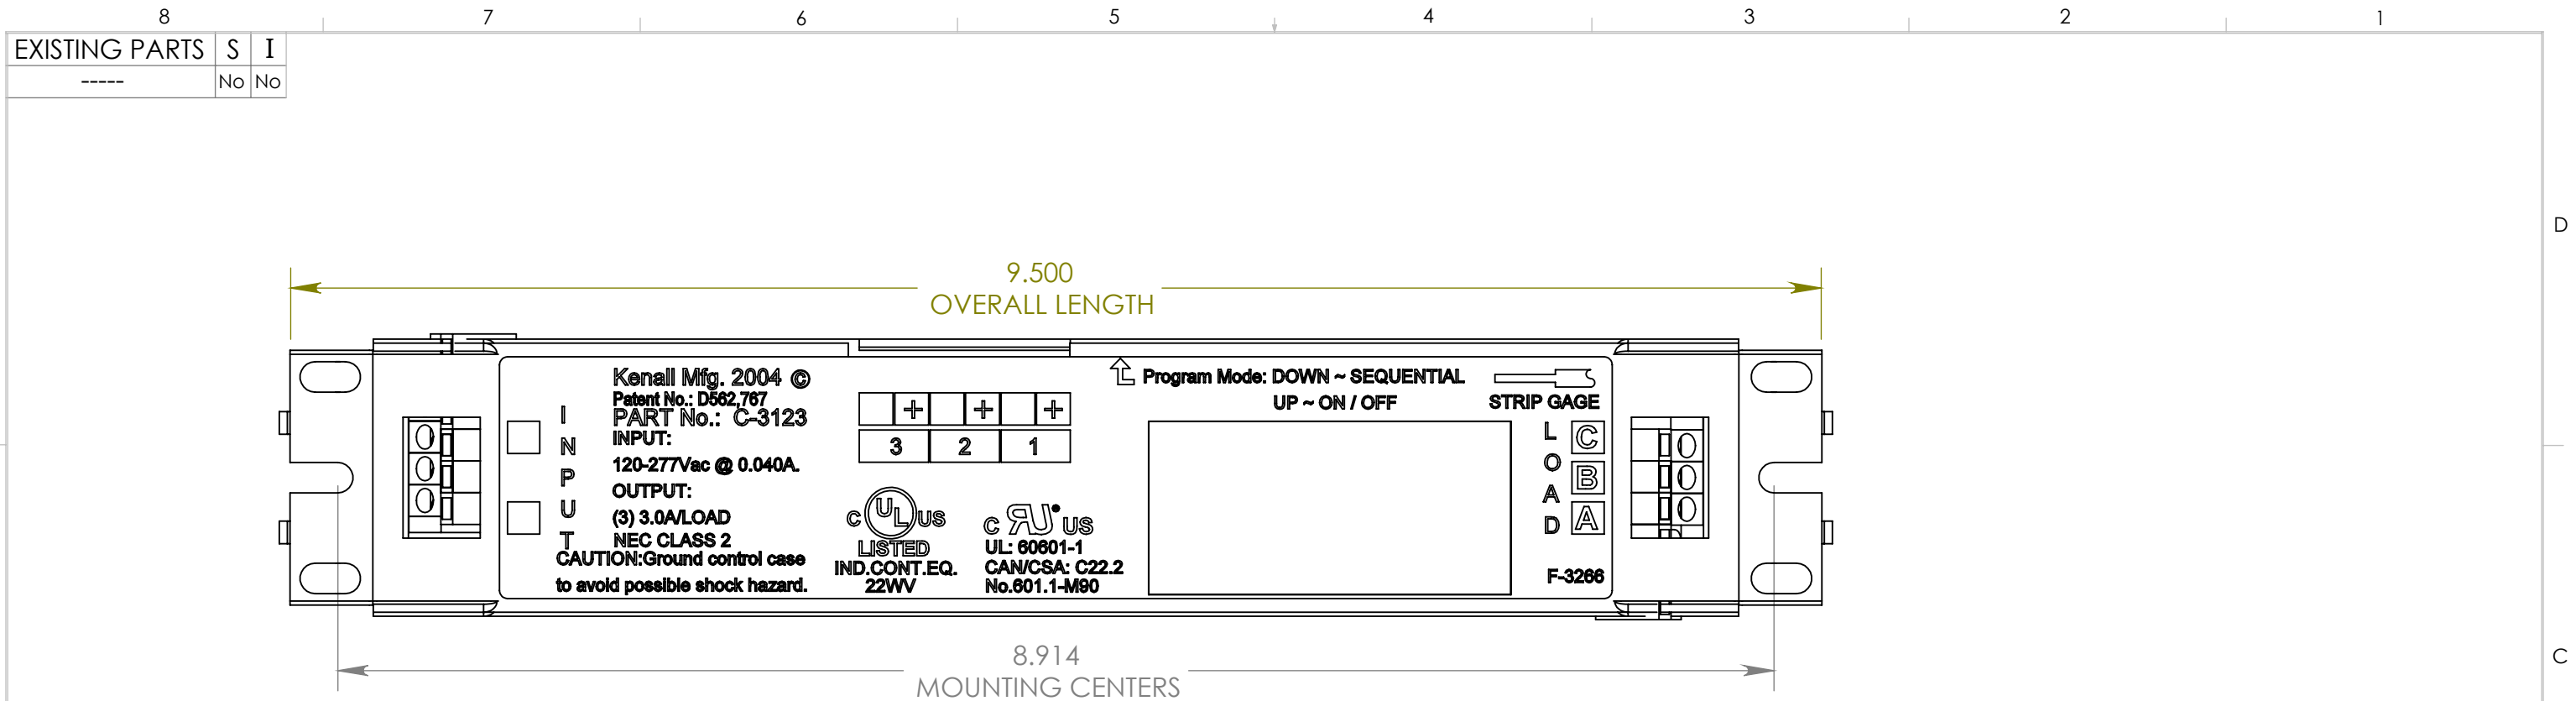 8 7 6 5 4 3 2 1
EXISTING PARTS S I
----- No No
D
9.500
OVERALL LENGTH
Kenall Mfg. 2004 ©
Patent No.: D562,767
PART No.: C-3123
INPUT:
120-277Vac @ 0.040A.
OUTPUT:
(3) 3.0A/LOAD
NEC CLASS 2
CAUTION:Ground control case
to avoid possible shock hazard.
INPUT
+ + +
3 2 1
C UL US
LISTED
IND.CONT.EQ.
22WV
C RU US
UL: 60601-1
CAN/CSA: C22.2
No.601.1-M90
Program Mode: DOWN ~ SEQUENTIAL
UP ~ ON / OFF
STRIP GAGE
LOAD
C
B
A
F-3266
8.914
MOUNTING CENTERS
C